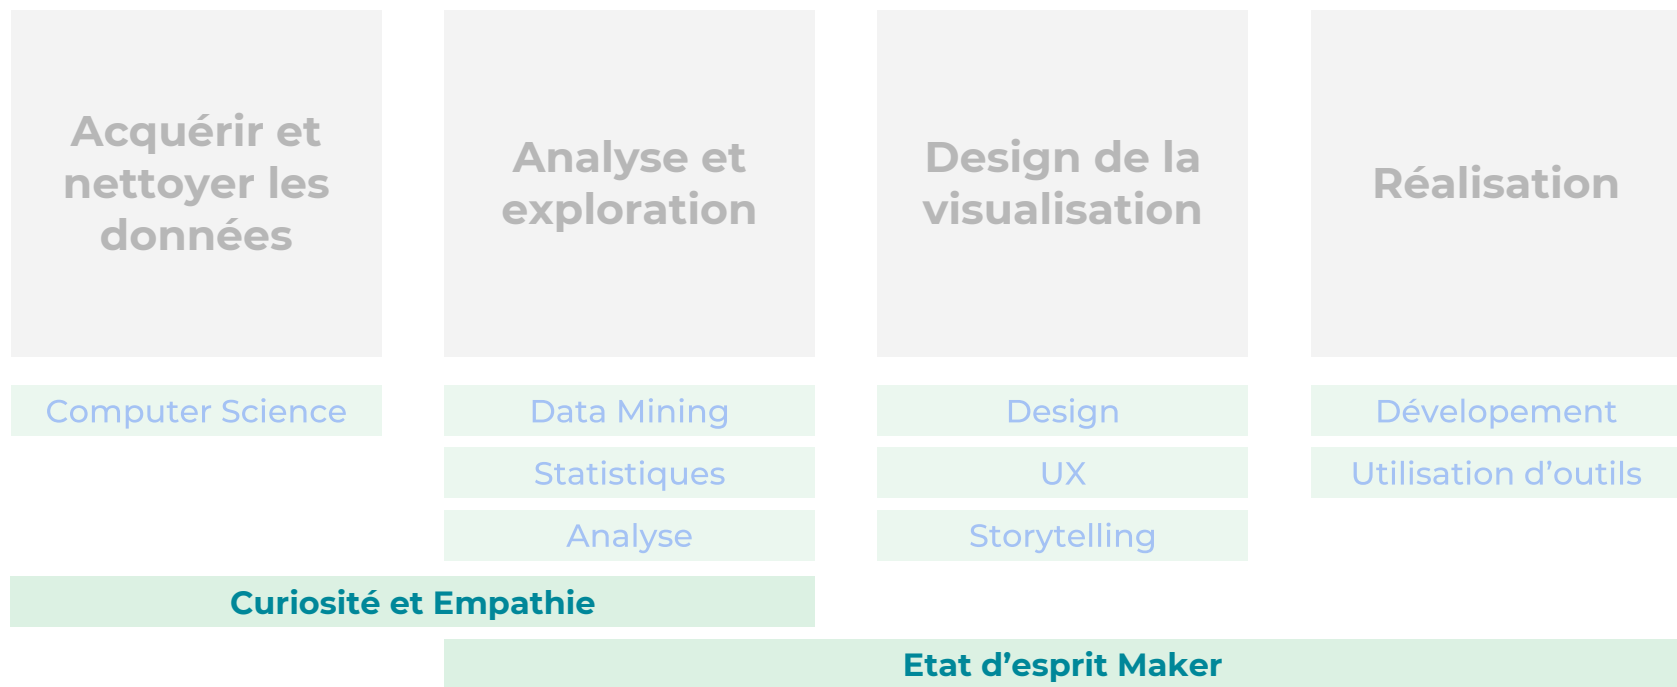 Acquérir et
nettoyer les
données
Analyse et
exploration
Design de la
visualisation
Réalisation
Computer Science
Data Mining
Statistiques
Analyse
Design
UX
Storytelling
Dévelopement
Utilisation d’outils
Curiosité et Empathie
Etat d’esprit Maker